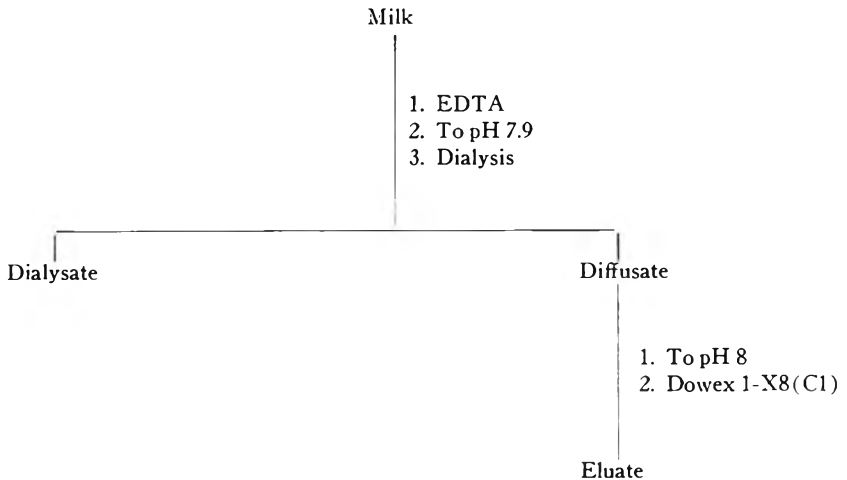 Milk
1. EDTA
2. To pH 7.9
3. Dialysis
Dialysate
Diffusate
1. To pH 8
2. Dowex 1-X8(Cl)
Eluate